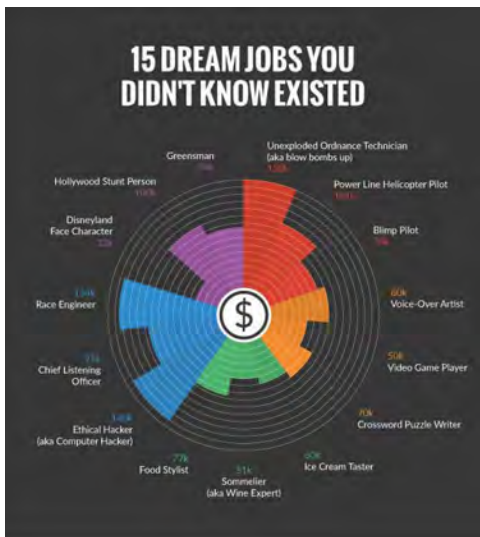 15 DREAM JOBS YOU
DIDN'T KNOW EXISTED
Unexploded Ordnance Technician
(aka blow bombs up)
Power Line Helicopter Pilot
Blimp Pilot
60k
Voice-Over Artist
50k
Video Game Player
70k
Crossword Puzzle Writer
60k
Ice Cream Taster
51k
Sommelier
(aka Wine Expert)
77k
Food Stylist
Ethical Hacker
(aka Computer Hacker)
Chief Listening
Officer
Race Engineer
Disneyland
Face Character
Hollywood Stunt Person
Greensman
$